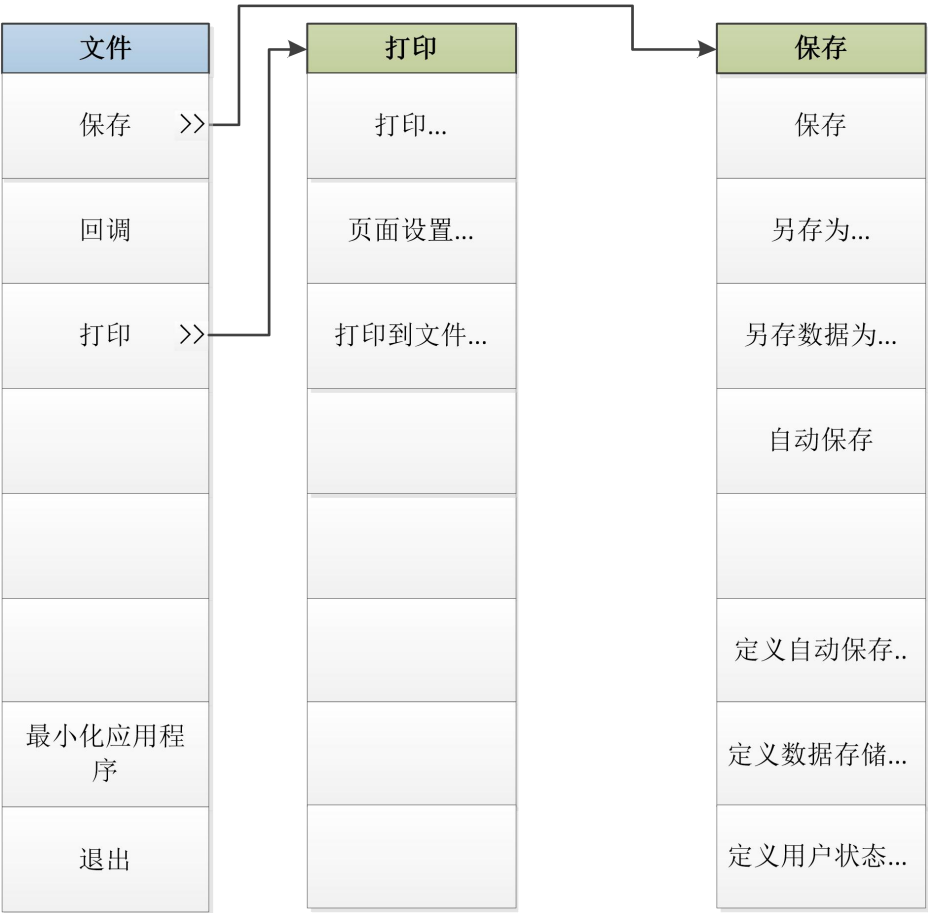 文件
保存 >>
回调
打印 >>
最小化应用程
序
退出
打印
打印...
页面设置...
打印到文件...
保存
保存
另存为...
另存数据为...
自动保存
定义自动保存..
定义数据存储...
定义用户状态...